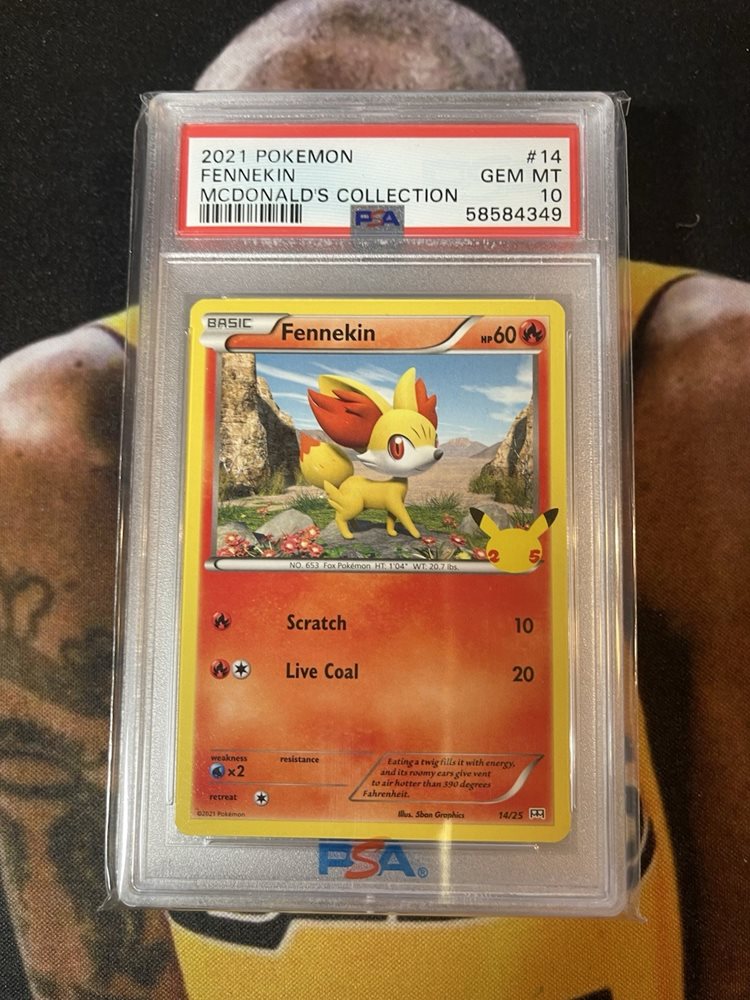 2021 POKEMON #14
FENNEKIN GEM MT
MCDONALD'S COLLECTION 10
PSA 58584349
BASIC Fennekin HP60
25
NO. 653 Fox Pokémon HT: 1'04" WT: 20.7 lbs.
Scratch 10
Live Coal 20
weakness resistance
×2
retreat
Eating a twig fills it with energy,
and its roomy ears give vent
to air hotter than 390 degrees
Fahrenheit.
©2021 Pokémon Illus. 5ban Graphics 14/25
PSA®